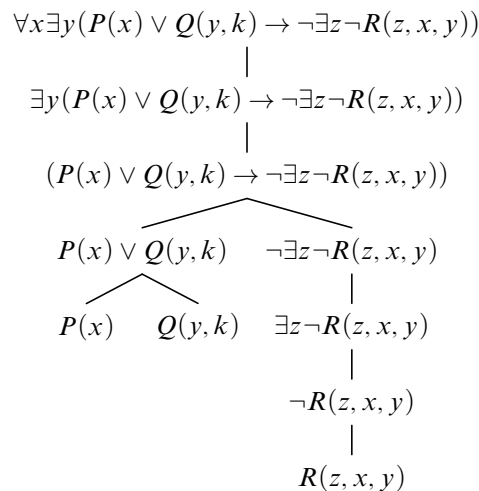 ∀x∃y(P(x) ∨ Q(y, k) → ¬∃z¬R(z, x, y))
∃y(P(x) ∨ Q(y, k) → ¬∃z¬R(z, x, y))
(P(x) ∨ Q(y, k) → ¬∃z¬R(z, x, y))
P(x) ∨ Q(y, k) ¬∃z¬R(z, x, y)
P(x) Q(y, k) ∃z¬R(z, x, y)
¬R(z, x, y)
R(z, x, y)